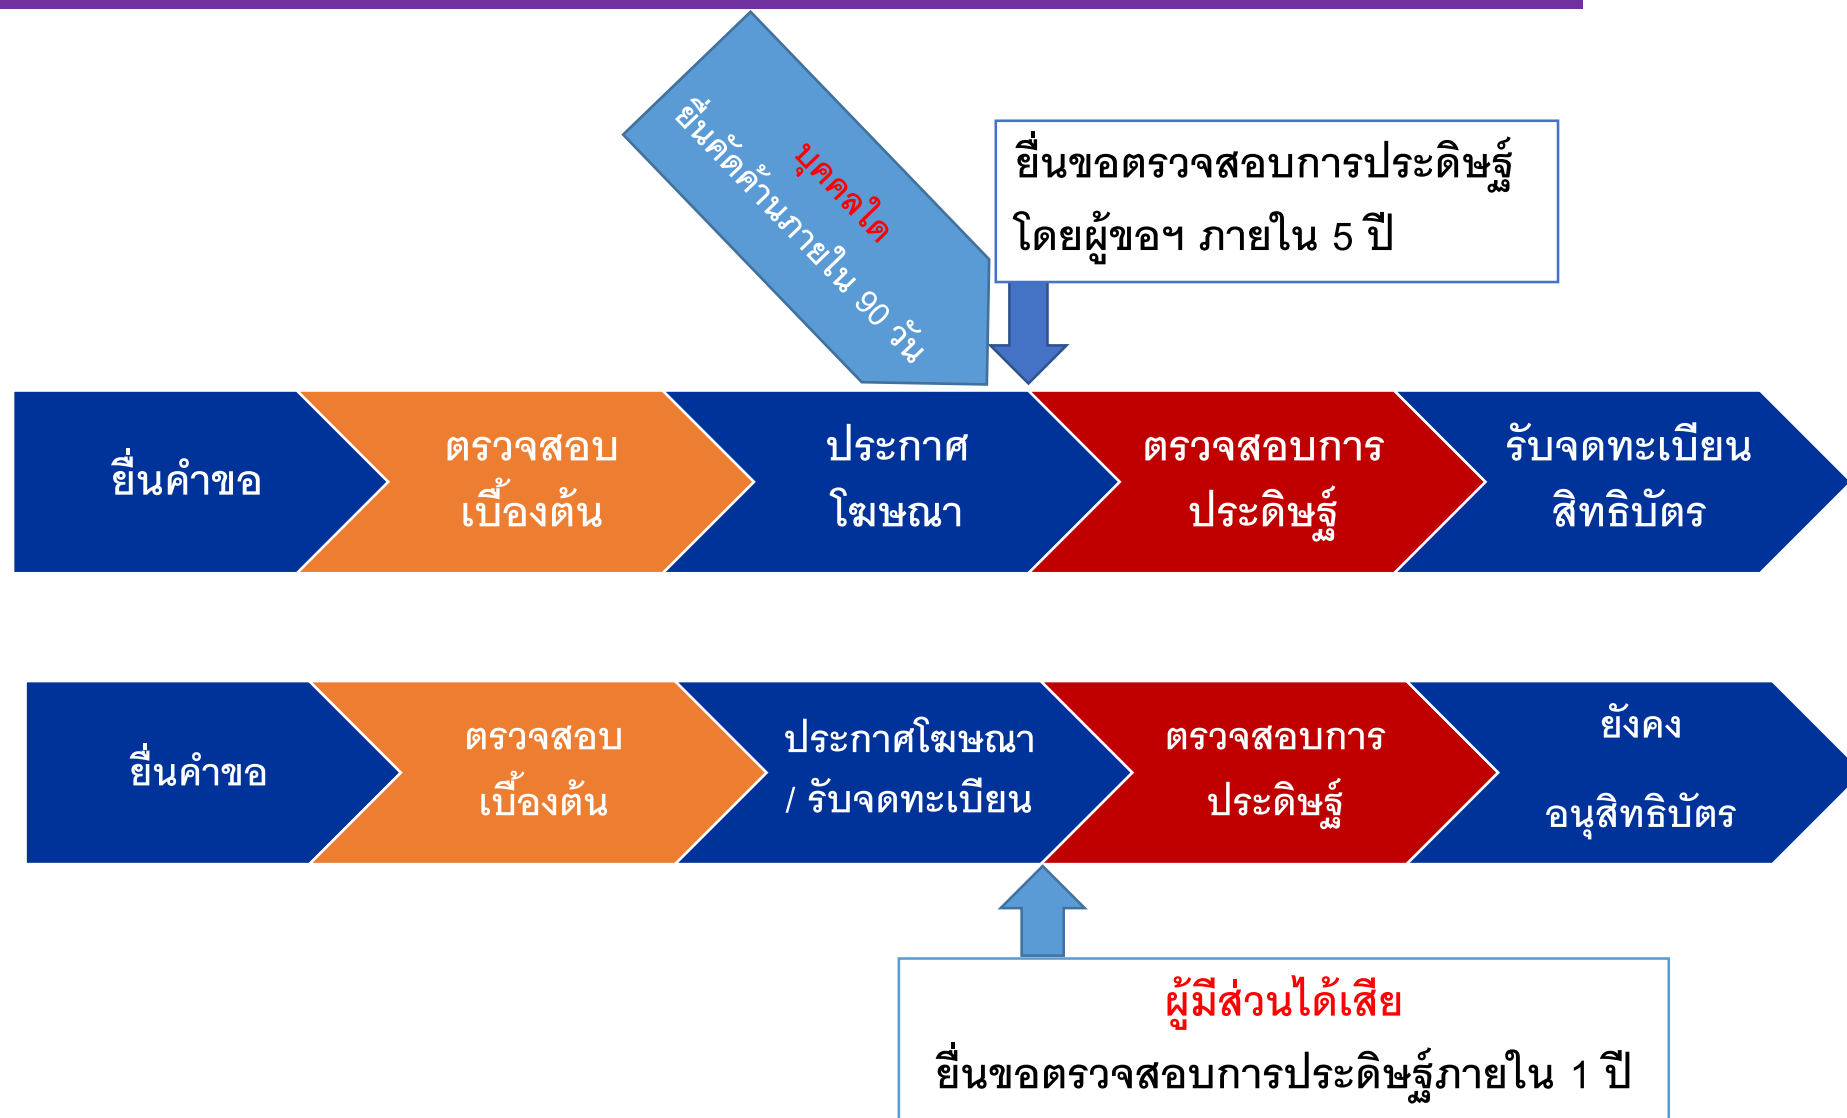 บุคคลใด
ยื่นคัดค้านภายใน 90 วัน
ยื่นขอตรวจสอบการประดิษฐ์
โดยผู้ขอฯ ภายใน 5 ปี
ยื่นคำขอ
ตรวจสอบ
เบื้องต้น
ประกาศ
โฆษณา
ตรวจสอบการ
ประดิษฐ์
รับจดทะเบียน
สิทธิบัตร
ยื่นคำขอ
ตรวจสอบ
เบื้องต้น
ประกาศโฆษณา
/ รับจดทะเบียน
ตรวจสอบการ
ประดิษฐ์
ยังคง
อนุสิทธิบัตร
ผู้มีส่วนได้เสีย
ยื่นขอตรวจสอบการประดิษฐ์ภายใน 1 ปี